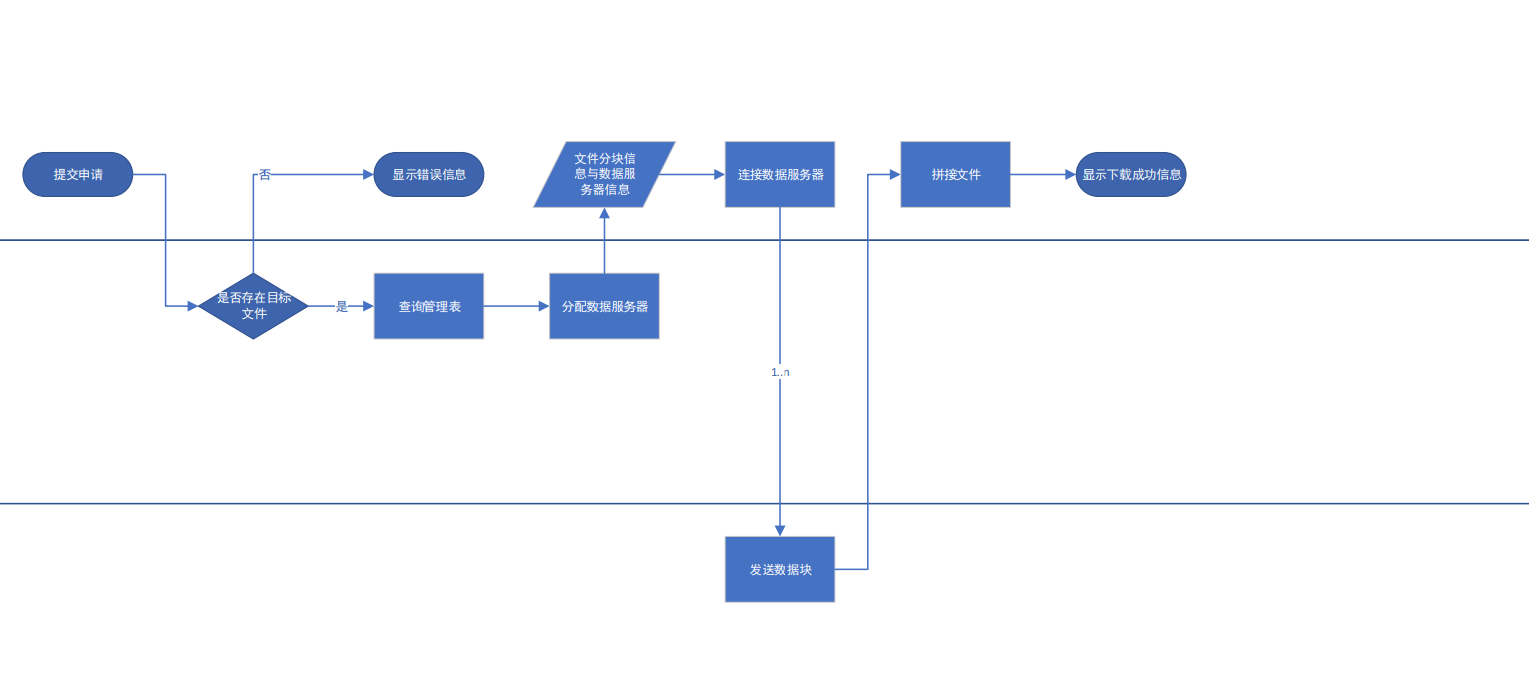 提交申请
否
显示错误信息
文件分块信
息与数据服
务器信息
连接数据服务器
拼接文件
显示下载成功信息
是否存在目标
文件
是
查询管理表
分配数据服务器
1..n
发送数据块